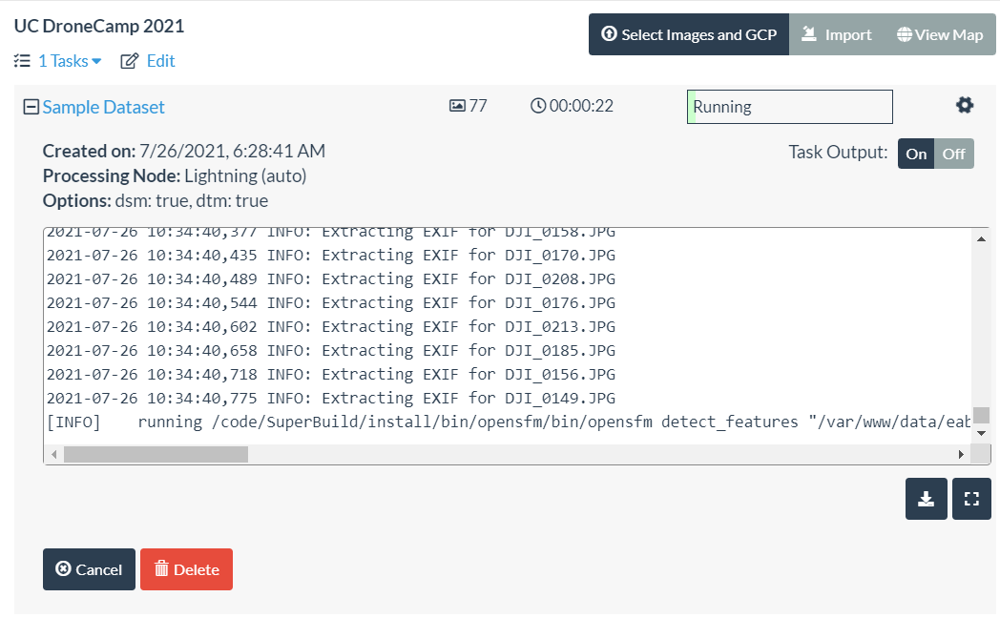 UC DroneCamp 2021
Select Images and GCP
Import
View Map
1 Tasks
Edit
Sample Dataset
77
00:00:22
Running
Created on: 7/26/2021, 6:28:41 AM
Task Output: On Off
Processing Node: Lightning (auto)
Options: dsm: true, dtm: true
2021-07-26 10:34:40,377 INFO: Extracting EXIF for DJI_0158.JPG
2021-07-26 10:34:40,435 INFO: Extracting EXIF for DJI_0170.JPG
2021-07-26 10:34:40,489 INFO: Extracting EXIF for DJI_0208.JPG
2021-07-26 10:34:40,544 INFO: Extracting EXIF for DJI_0176.JPG
2021-07-26 10:34:40,602 INFO: Extracting EXIF for DJI_0213.JPG
2021-07-26 10:34:40,658 INFO: Extracting EXIF for DJI_0185.JPG
2021-07-26 10:34:40,718 INFO: Extracting EXIF for DJI_0156.JPG
2021-07-26 10:34:40,775 INFO: Extracting EXIF for DJI_0149.JPG
[INFO] running /code/SuperBuild/install/bin/opensfm/bin/opensfm detect_features "/var/www/data/eab
Cancel
Delete